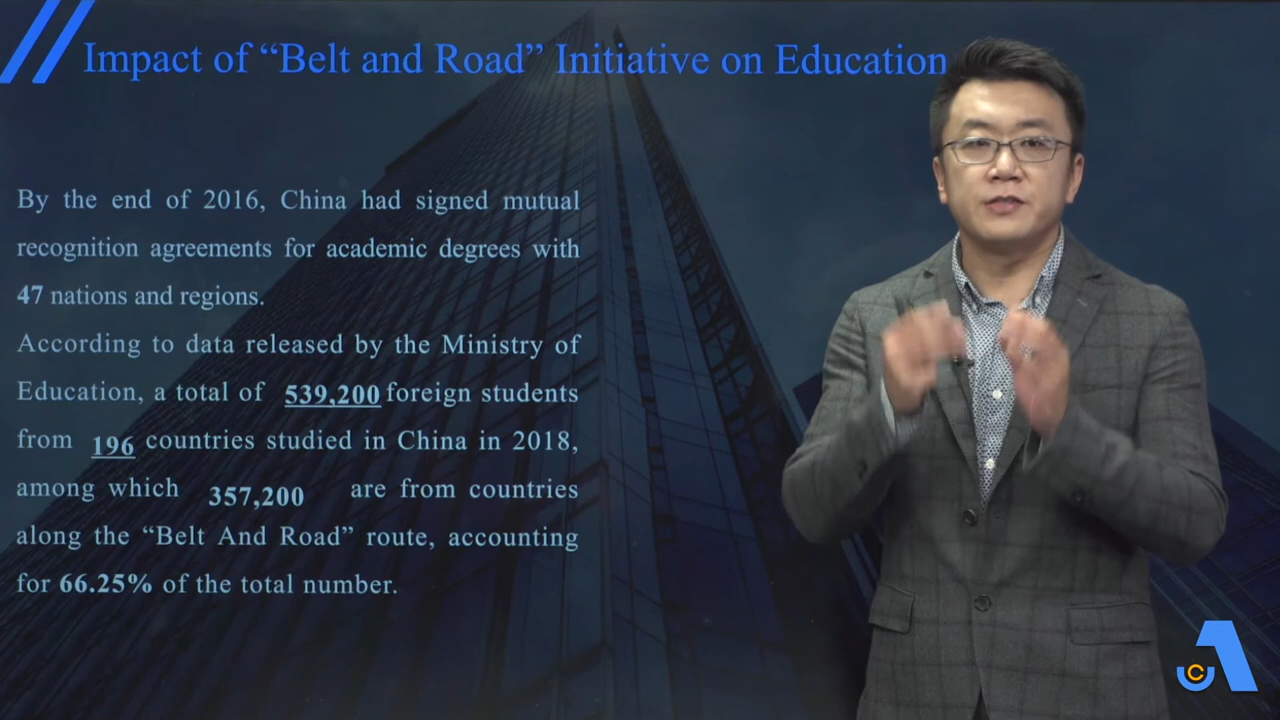 Impact of “Belt and Road” Initiative on Education
By the end of 2016, China had signed mutual
recognition agreements for academic degrees with
47 nations and regions.
According to data released by the Ministry of
Education, a total of 539,200 foreign students
from 196 countries studied in China in 2018,
among which 357,200 are from countries
along the “Belt And Road” route, accounting
for 66.25% of the total number.
C